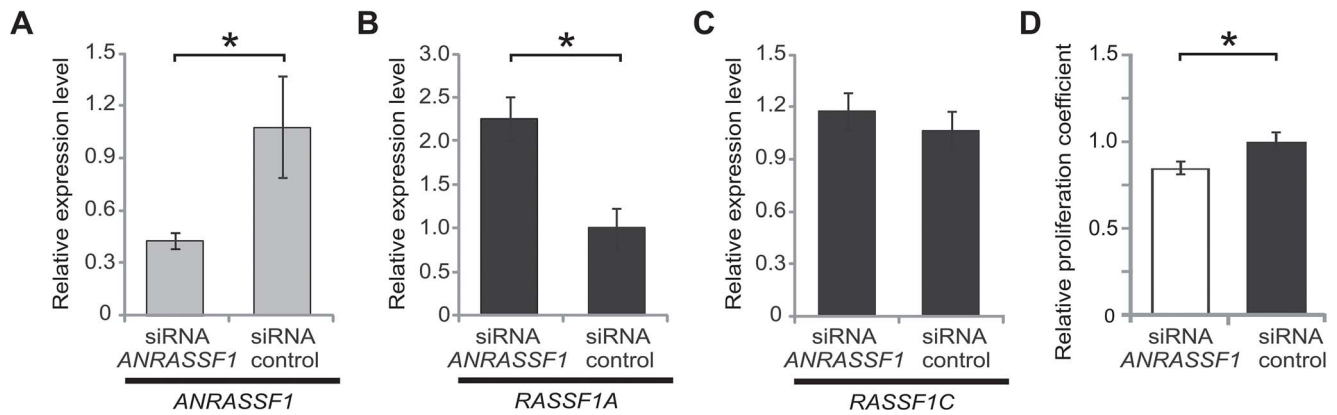 A
Relative expression level
1.5
1.2
0.9
0.6
0.3
0
*
siRNA
ANRASSF1
siRNA
control
ANRASSF1
B
Relative expression level
3.0
2.5
2.0
1.5
1.0
0.5
0
*
siRNA
ANRASSF1
siRNA
control
RASSF1A
C
Relative expression level
1.5
1.2
0.9
0.6
0.3
0
siRNA
ANRASSF1
siRNA
control
RASSF1C
D
Relative proliferation coefficient
1.5
1.0
0.5
0
*
siRNA
ANRASSF1
siRNA
control